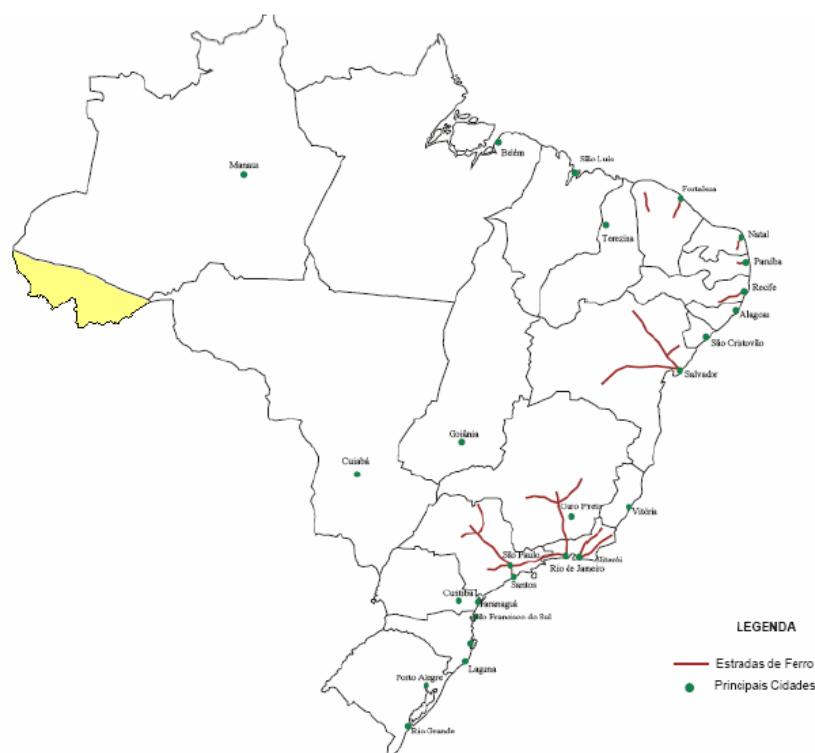 Belém
São Luís
Manaus
Fortaleza
Terezina
Natal
Paraíba
Recife
Alagoas
São Cristovão
Salvador
Goiânia
Cuiabá
Ouro Preto
Vitória
São Paulo
Niterói
Rio de Janeiro
Santos
Curitiba
Paranaguá
São Francisco do Sul
LEGENDA
Estradas de Ferro
Laguna
Porto Alegre
Principais Cidades
Rio Grande